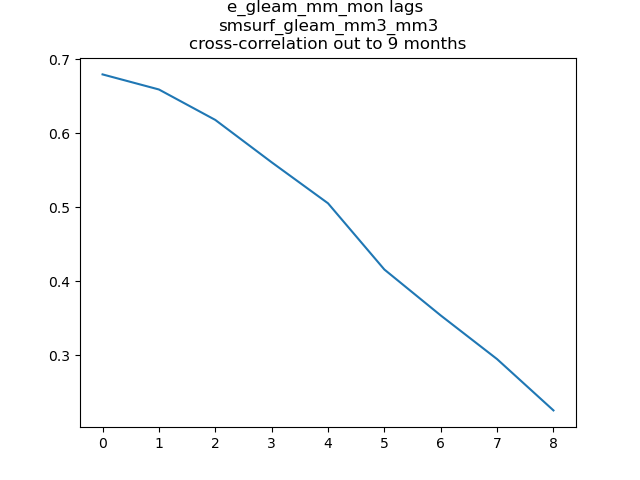 e_gleam_mm_mon lags
smsurf_gleam_mm3_mm3
cross-correlation out to 9 months
0.7
0.6
0.5
0.4
0.3
0 1 2 3 4 5 6 7 8